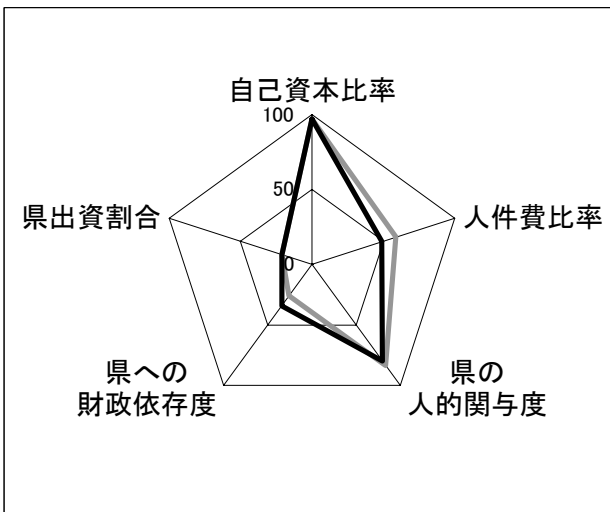 自己資本比率
100
50
0
県出資割合
人件費比率
県への
財政依存度
県の
人的関与度